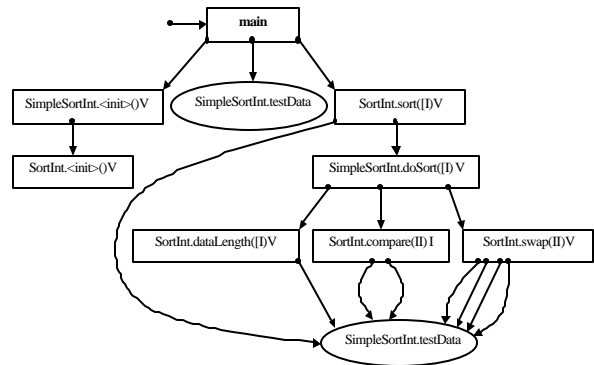 main
SimpleSortInt.<init>()V
SimpleSortInt.testData
SortInt.sort([I)V
SortInt.<init>()V
SimpleSortInt.doSort([I) V
SortInt.dataLength([I)V
SortInt.compare(II) I
SortInt.swap(II)V
SimpleSortInt.testData